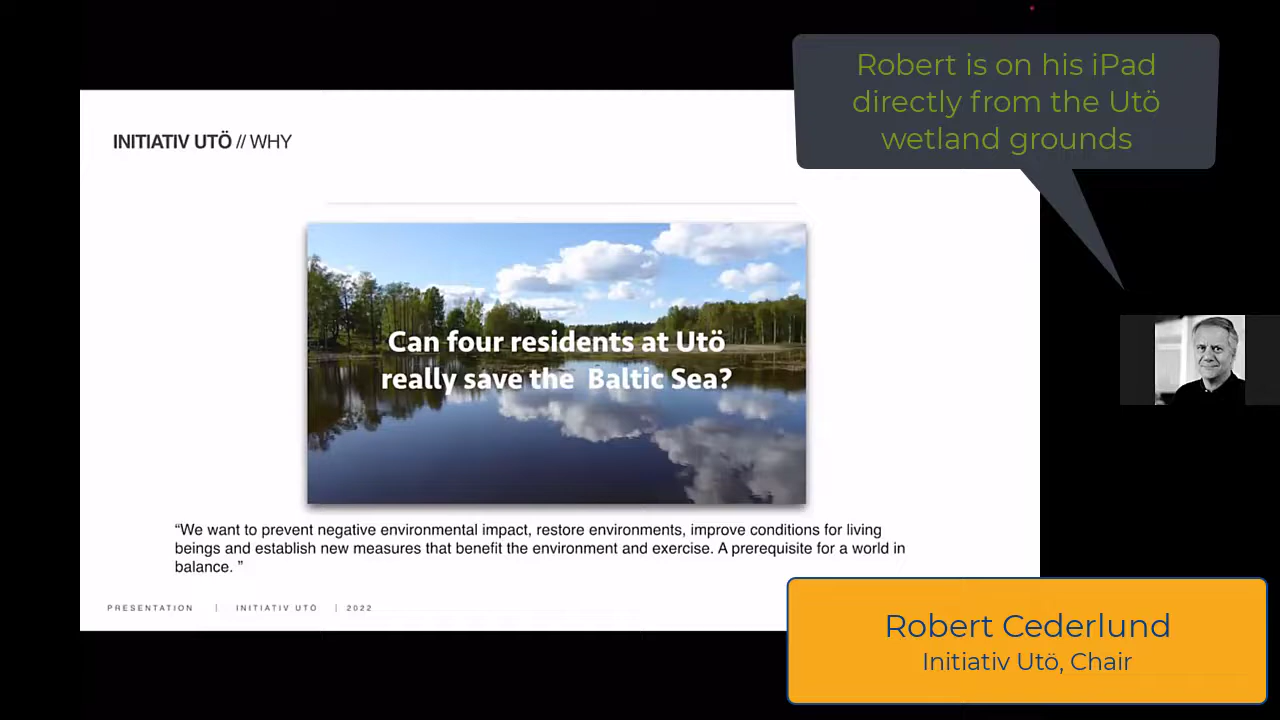 Robert is on his iPad
directly from the Utö
wetland grounds
INITIATIV UTÖ // WHY
Can four residents at Utö
really save the Baltic Sea?
“We want to prevent negative environmental impact, restore environments, improve conditions for living
beings and establish new measures that benefit the environment and exercise. A prerequisite for a world in
balance. ”
PRESENTATION | INITIATIV UTÖ | 2022
Robert Cederlund
Initiativ Utö, Chair